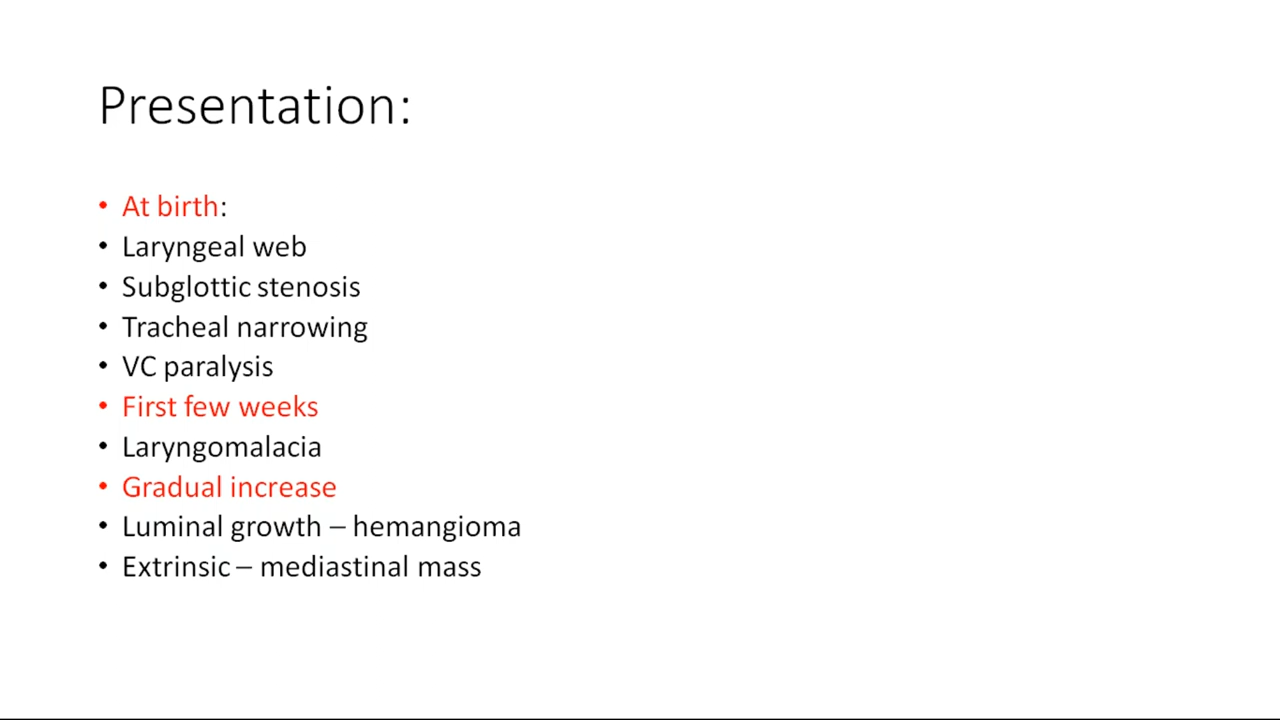 Presentation:
• At birth:
• Laryngeal web
• Subglottic stenosis
• Tracheal narrowing
• VC paralysis
• First few weeks
• Laryngomalacia
• Gradual increase
• Luminal growth – hemangioma
• Extrinsic – mediastinal mass